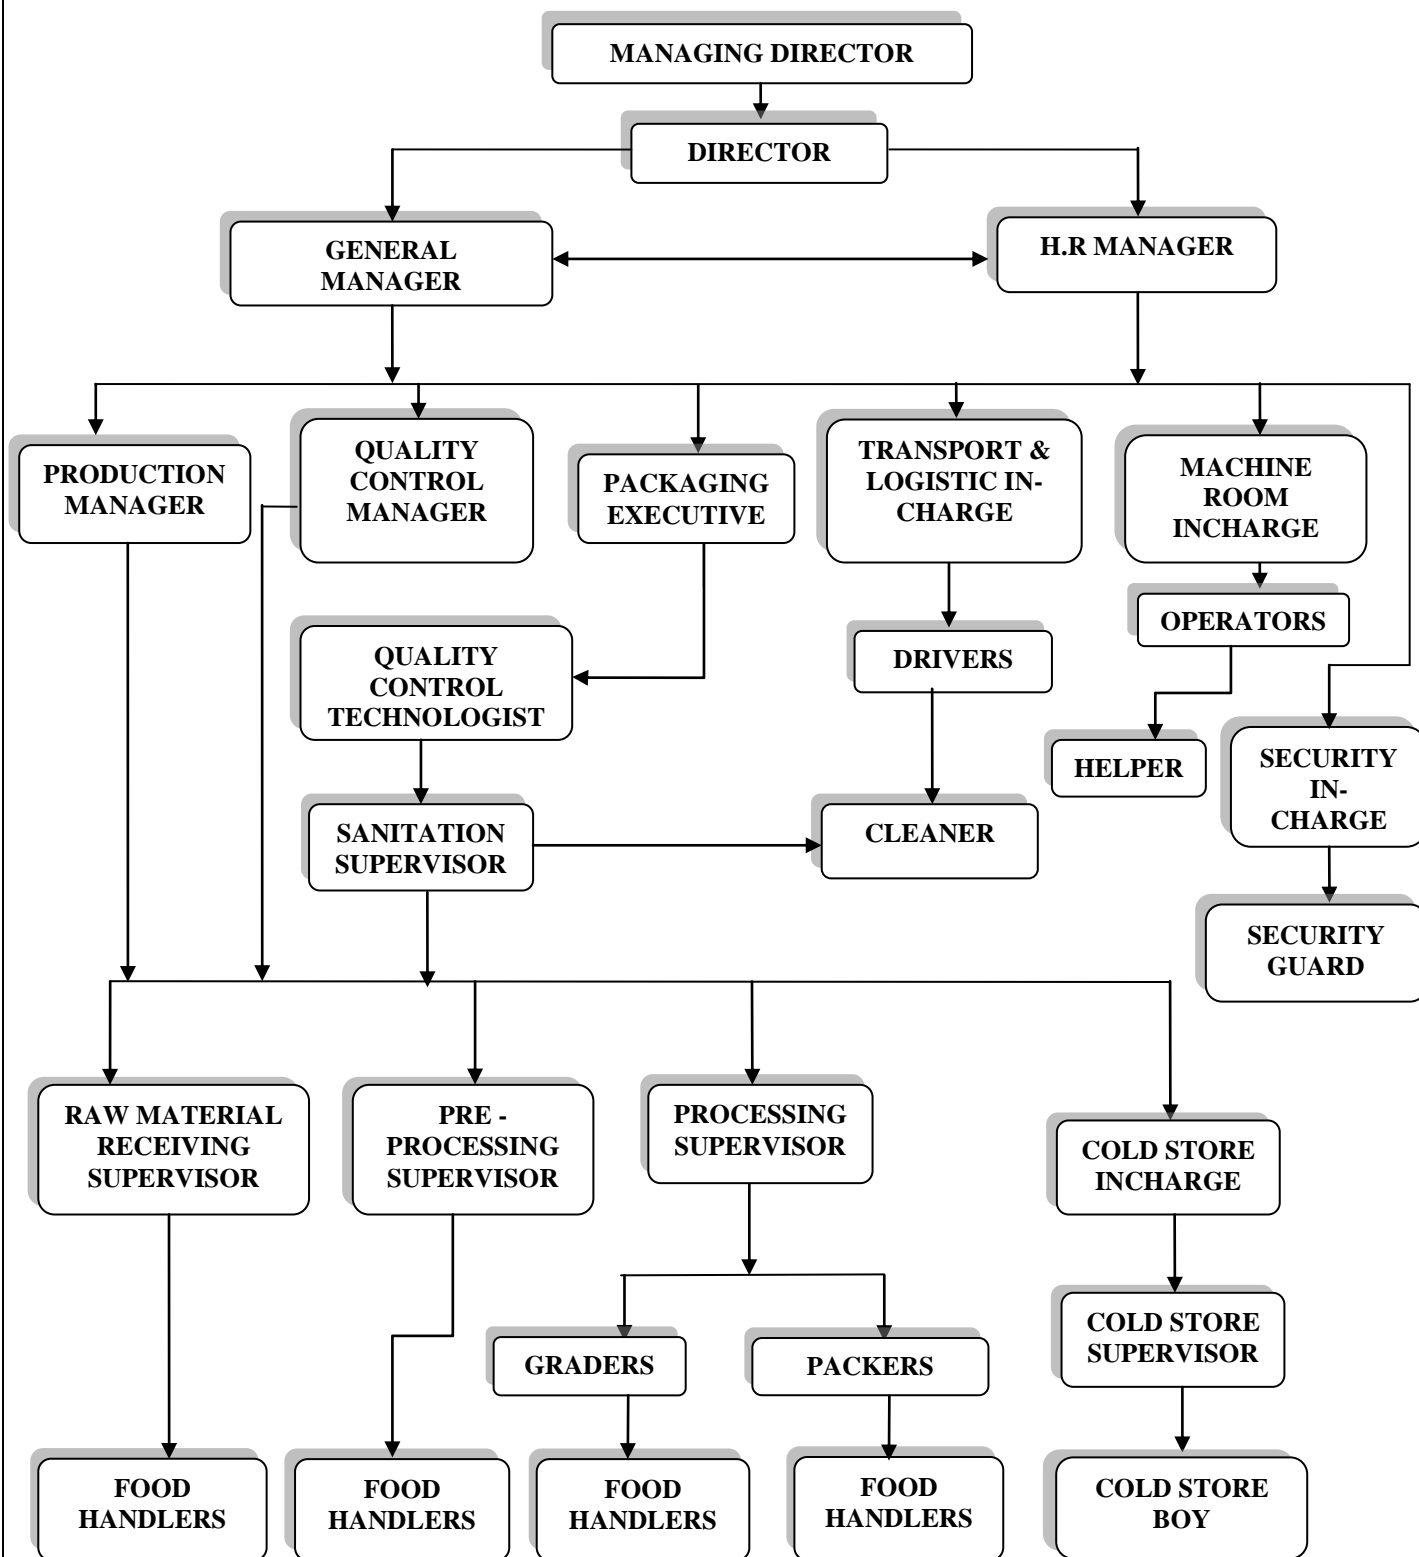 MANAGING DIRECTOR
DIRECTOR
GENERAL
MANAGER
H.R MANAGER
PRODUCTION
MANAGER
QUALITY
CONTROL
MANAGER
PACKAGING
EXECUTIVE
TRANSPORT &
LOGISTIC IN-
CHARGE
MACHINE
ROOM
INCHARGE
OPERATORS
QUALITY
CONTROL
TECHNOLOGIST
DRIVERS
HELPER
SECURITY
IN-
CHARGE
SANITATION
SUPERVISOR
CLEANER
SECURITY
GUARD
RAW MATERIAL
RECEIVING
SUPERVISOR
PRE -
PROCESSING
SUPERVISOR
PROCESSING
SUPERVISOR
COLD STORE
INCHARGE
GRADERS
PACKERS
COLD STORE
SUPERVISOR
FOOD
HANDLERS
FOOD
HANDLERS
FOOD
HANDLERS
FOOD
HANDLERS
COLD STORE
BOY